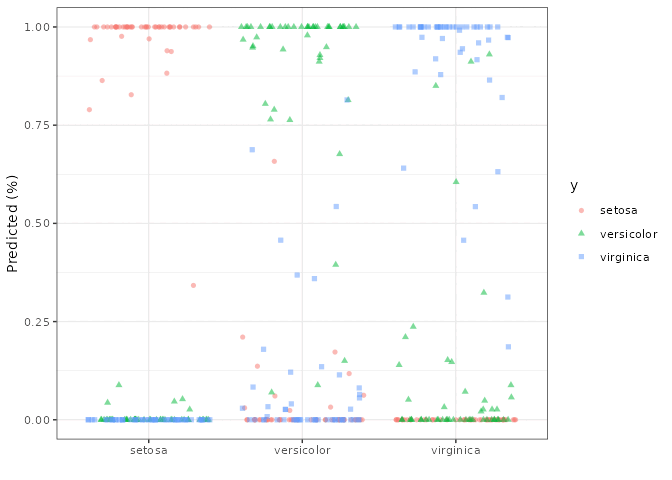 1.00
0.75
0.50
0.25
0.00
Predicted (%)
setosa
versicolor
virginica
y
setosa
versicolor
virginica